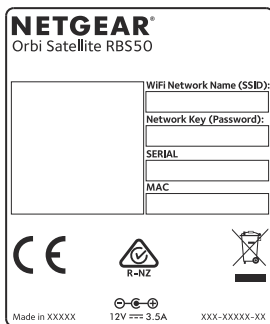 NETGEAR®
Orbi Satellite RBS50
WiFi Network Name (SSID):
Network Key (Password):
SERIAL
MAC
CE
R-NZ
12V ⎓ 3.5A
Made in XXXXX
XXX-XXXXX-XX